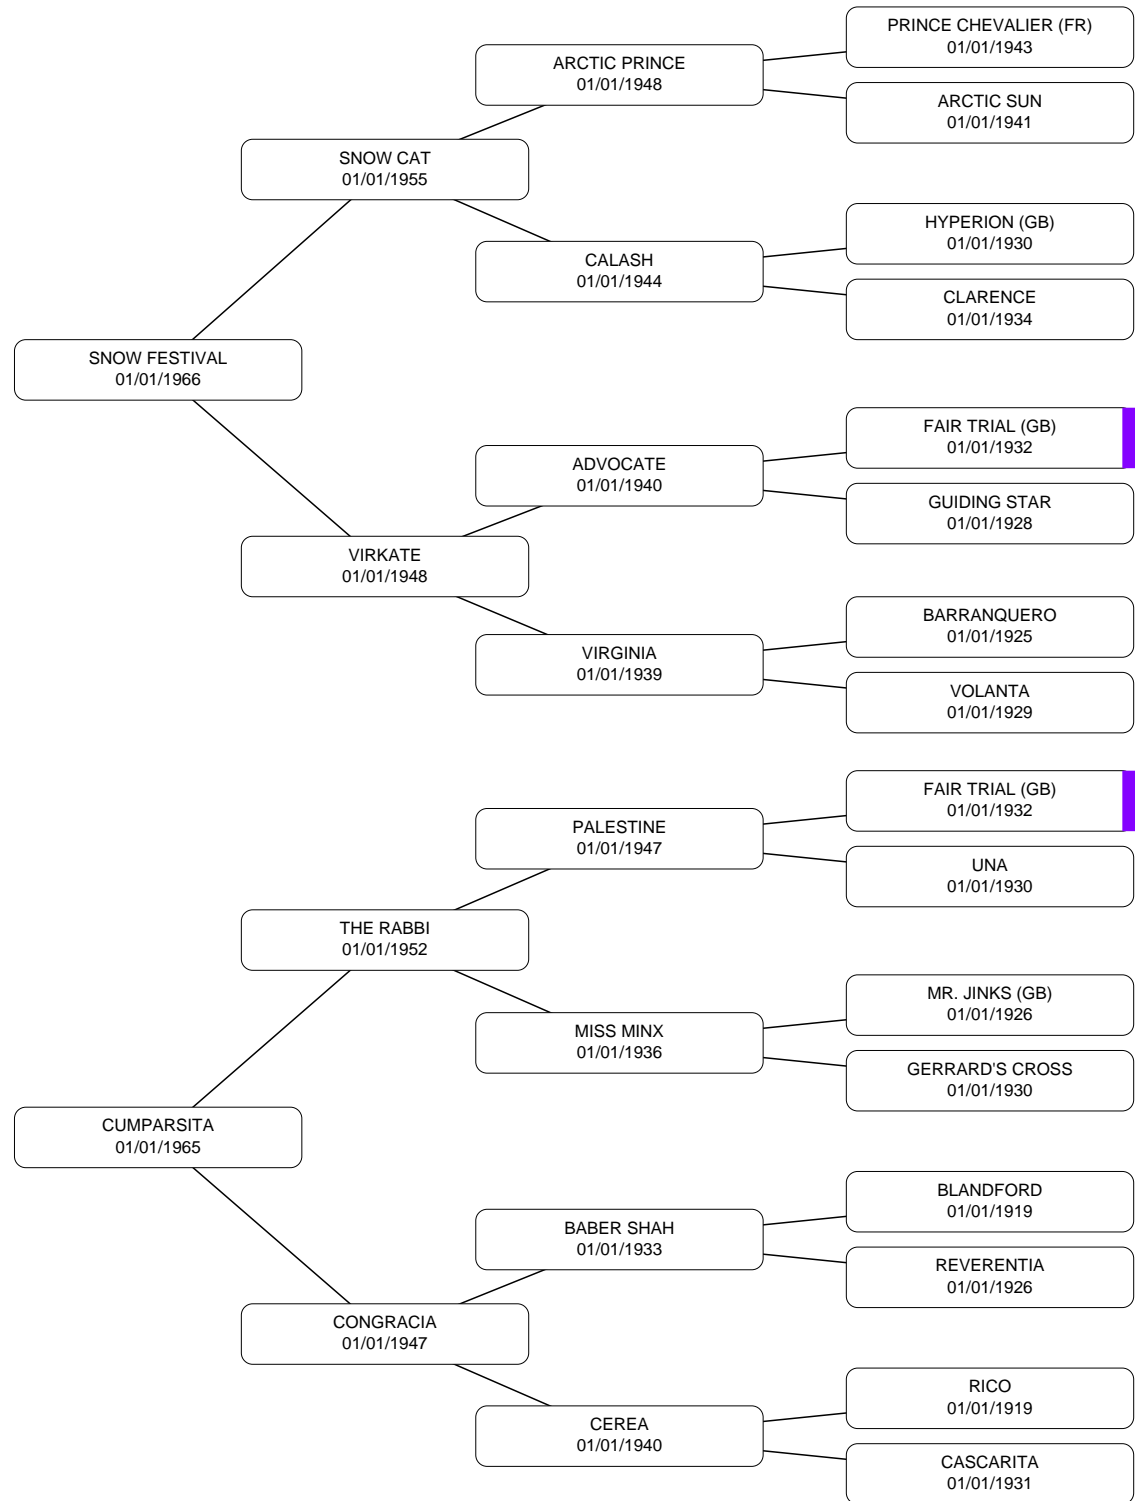 PRINCE CHEVALIER (FR)
01/01/1943
ARCTIC PRINCE
01/01/1948
ARCTIC SUN
01/01/1941
SNOW CAT
01/01/1955
HYPERION (GB)
01/01/1930
CALASH
01/01/1944
CLARENCE
01/01/1934
SNOW FESTIVAL
01/01/1966
FAIR TRIAL (GB)
01/01/1932
ADVOCATE
01/01/1940
GUIDING STAR
01/01/1928
VIRKATE
01/01/1948
BARRANQUERO
01/01/1925
VIRGINIA
01/01/1939
VOLANTA
01/01/1929
FAIR TRIAL (GB)
01/01/1932
PALESTINE
01/01/1947
UNA
01/01/1930
THE RABBI
01/01/1952
MR. JINKS (GB)
01/01/1926
MISS MINX
01/01/1936
GERRARD'S CROSS
01/01/1930
CUMPARSITA
01/01/1965
BLANDFORD
01/01/1919
BABER SHAH
01/01/1933
REVERENTIA
01/01/1926
CONGRACIA
01/01/1947
RICO
01/01/1919
CEREA
01/01/1940
CASCARITA
01/01/1931